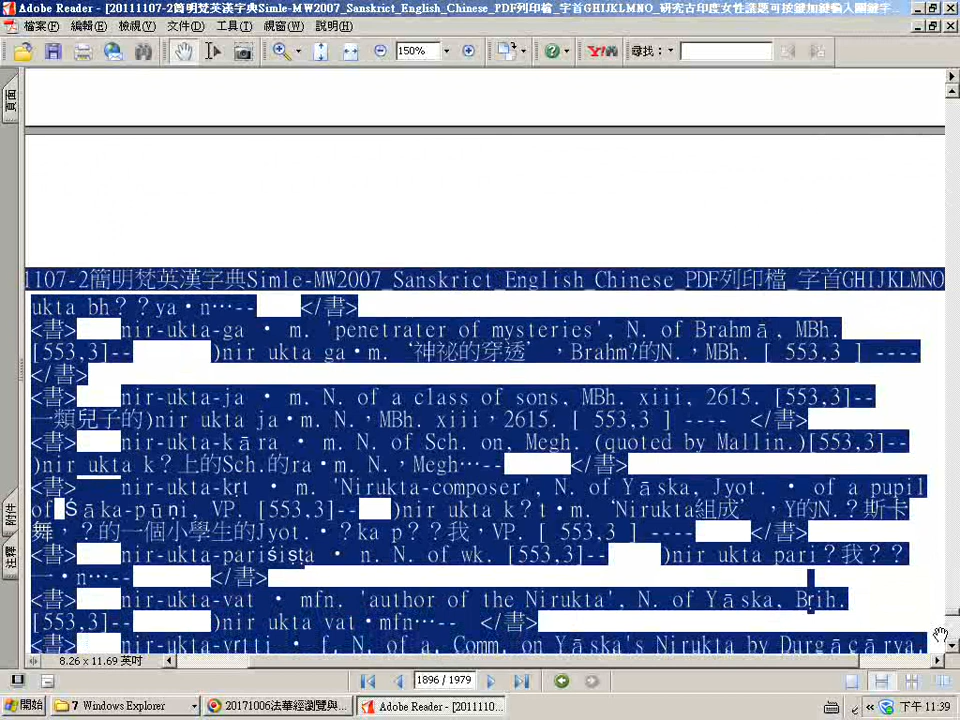 Adobe Reader - [20111107-2簡明梵英漢字典Simle-MW2007_Sanskrict_English_Chinese_PDF列印檔_字首GHIJKLMNO_研究古印度女性議題可按鍵加鍵輸入關鍵字...
檔案(F) 編輯(E) 檢視(V) 文件(D) 工具(T) 視窗(W) 說明(H)
150% Y! 尋找:
頁面
1107-2簡明梵英漢字典Simle-MW2007_Sanskrict_English_Chinese_PDF列印檔_字首GHIJKLMNO
ukta bh??ya·n…-- </書>
<書> nir-ukta-ga · m. 'penetrater of mysteries', N. of Brahmā, MBh.
[553,3]-- )nir ukta ga·m.‘神祕的穿透’,Brahm?的N.,MBh. [ 553,3 ] ----
</書>
<書> nir-ukta-ja · m. N. of a class of sons, MBh. xiii, 2615. [553,3]--
一類兒子的)nir ukta ja·m. N.,MBh. xiii,2615. [ 553,3 ] ---- </書>
<書> nir-ukta-kāra · m. N. of Sch. on, Megh. (quoted by Mallin.)[553,3]--
)nir ukta k?上的Sch.的ra·m. N.,Megh…-- </書>
<書> nir-ukta-kṛt · m. 'Nirukta-composer', N. of Yāska, Jyot. · of a pupil
of Śāka-pūṇi, VP. [553,3]-- )nir ukta k?t·m.‘Nirukta組成’,Y的N.?斯卡
舞,?的一個小學生的Jyot.·?ka p??我,VP. [ 553,3 ] ---- </書>
<書> nir-ukta-pariśiṣṭa · n. N. of wk. [553,3]-- )nir ukta pari?我??
一·n…-- </書>
<書> nir-ukta-vat · mfn. 'author of the Nirukta', N. of Yāska, Bṛih.
[553,3]-- )nir ukta vat·mfn…-- </書>
<書> nir-ukta-vṛtti · f. N. of a. Comm. on Yāska's Nirukta by Durgācārya,
附件
注釋
8.26 x 11.69 英吋
1896 / 1979
開始 7 Windows Explorer 20171006法華經瀏覽與... Adobe Reader - [2011110... 下午 11:39